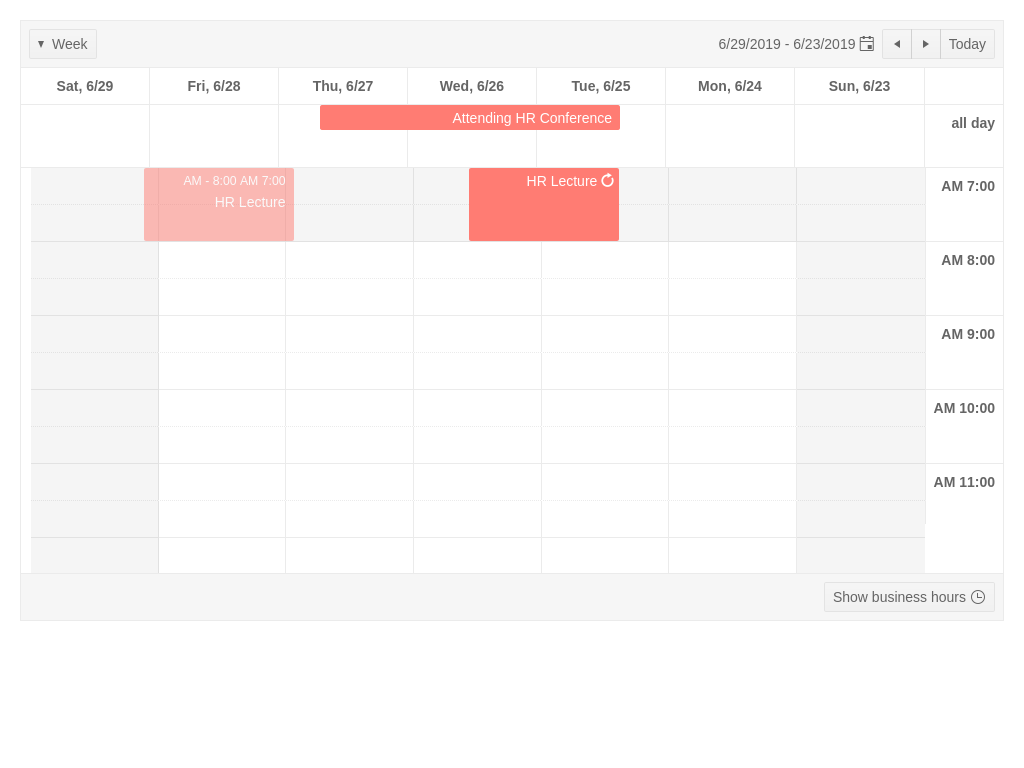 Week
6/29/2019 - 6/23/2019
Today
Sat, 6/29
Fri, 6/28
Thu, 6/27
Wed, 6/26
Tue, 6/25
Mon, 6/24
Sun, 6/23
Attending HR Conference
all day
AM - 8:00 AM 7:00
HR Lecture
HR Lecture
AM 7:00
AM 8:00
AM 9:00
AM 10:00
AM 11:00
Show business hours